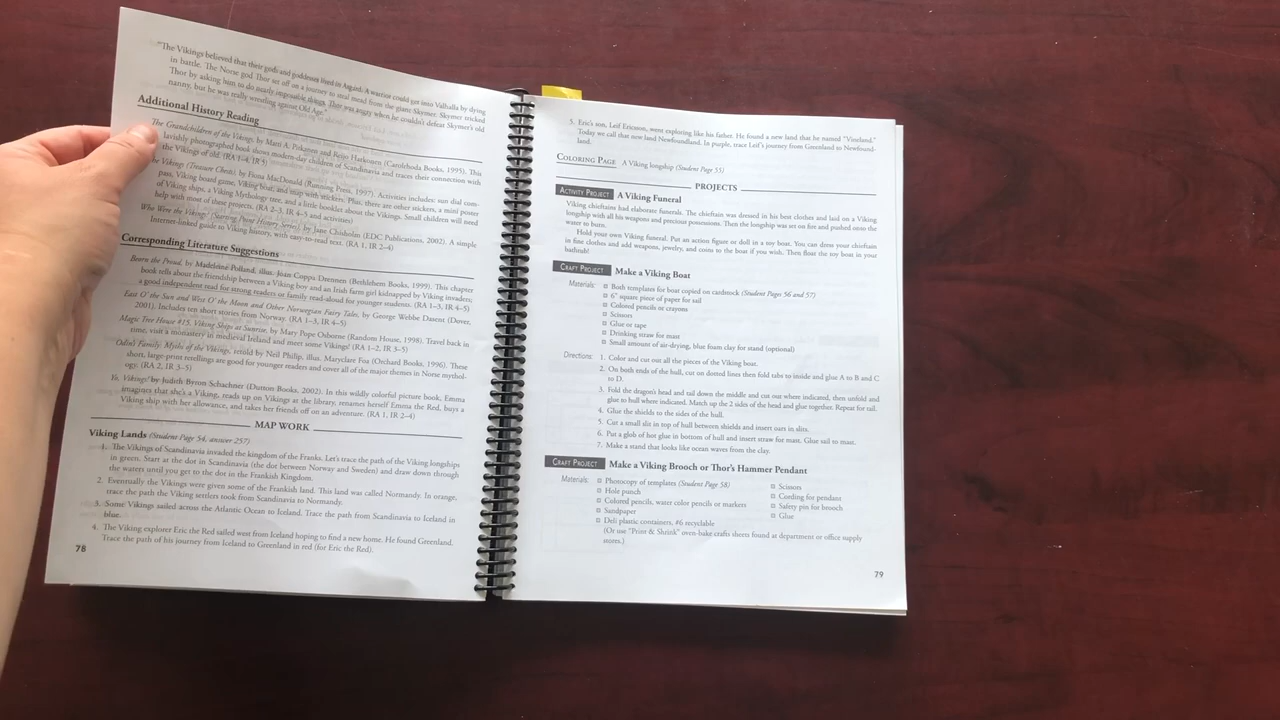 "The Vikings believed that their gods and goddesses lived in Asgard. A warrior could get into Valhalla by dying
in battle. The Norse god Thor set off on a journey to steal mead from the giant Skymer. Skymer tricked
Thor by asking him to do nearly impossible things. Thor was angry when he couldn't defeat Skymer's old
nanny, but he was really wrestling against Old Age."
Additional History Reading
The Grandchildren of the Vikings, by Matti A. Pitkanen and Reijo Harkonen (Carolrhoda Books, 1995). This
lavishly photographed book shows modern-day children of Scandinavia and traces their connection with
the Vikings of old. (RA 1–4, IR 5)
The Vikings (Treasure Chests), by Fiona MacDonald (Running Press, 1997). Activities includes: sun dial com-
pass, Viking board game, Viking boat, and map with stickers. Plus, there are other stickers, a mini poster
of Viking ships, a Viking Mythology tree, and a little booklet about the Vikings. Small children will need
help with most of these projects. (RA 2–3, IR 4–5 and activities)
Who Were the Vikings? (Starting Point History Series), by Jane Chisholm (EDC Publications, 2002). A simple
Internet-linked guide to Viking history, with easy-to-read text. (RA 1, IR 2–4)
Corresponding Literature Suggestions
Beorn the Proud, by Madeleine Polland, illus. Joan Coppa Drennen (Bethlehem Books, 1999). This chapter
book tells about the friendship between a Viking boy and an Irish farm girl kidnapped by Viking invaders;
a good independent read for strong readers or family read-aloud for younger students. (RA 1–3, IR 4–5)
East O' the Sun and West O' the Moon and Other Norwegian Fairy Tales, by George Webbe Dasent (Dover,
2001). Includes ten short stories from Norway. (RA 1–3, IR 4–5)
Magic Tree House #15, Viking Ships at Sunrise, by Mary Pope Osborne (Random House, 1998). Travel back in
time, visit a monastery in medieval Ireland and meet some Vikings! (RA 1–2, IR 3–5)
Odin's Family: Myths of the Vikings, retold by Neil Philip, illus. Maryclare Foa (Orchard Books, 1996). These
short, large-print retellings are good for younger readers and cover all of the major themes in Norse mythol-
ogy. (RA 2, IR 3–5)
Yo, Vikings! by Judith Byron Schachner (Dutton Books, 2002). In this wildly colorful picture book, Emma
imagines that she's a Viking, reads up on Vikings at the library, renames herself Emma the Red, buys a
Viking ship with her allowance, and takes her friends off on an adventure. (RA 1, IR 2–4)
MAP WORK
Viking Lands (Student Page 54, answer 257)
1. The Vikings of Scandinavia invaded the kingdom of the Franks. Let's trace the path of the Viking longships
in green. Start at the dot in Scandinavia (the dot between Norway and Sweden) and draw down through
the waters until you get to the dot in the Frankish Kingdom.
2. Eventually the Vikings were given some of the Frankish land. This land was called Normandy. In orange,
trace the path the Viking settlers took from Scandinavia to Normandy.
3. Some Vikings sailed across the Atlantic Ocean to Iceland. Trace the path from Scandinavia to Iceland in
blue.
4. The Viking explorer Eric the Red sailed west from Iceland hoping to find a new home. He found Greenland.
Trace the path of his journey from Iceland to Greenland in red (for Eric the Red).
78
5. Eric's son, Leif Ericsson, went exploring like his father. He found a new land that he named "Vineland."
Today we call that now land Newfoundland. In purple, trace Leif's journey from Greenland to Newfound-
land.
COLORING PAGE A Viking longship (Student Page 55)
PROJECTS
ACTIVITY PROJECT A Viking Funeral
Viking chieftains had elaborate funerals. The chieftain was dressed in his best clothes and laid on a Viking
longship with all his weapons and precious possessions. Then the longship was set on fire and pushed onto the
water to burn.
Hold your own Viking funeral. Put an action figure or doll in a toy boat. You can dress your chieftain
in fine clothes and add weapons, jewelry, and coins to the boat if you wish. Then float the toy boat in your
bathtub!
CRAFT PROJECT Make a Viking Boat
Materials: □ Both templates for boat copied on cardstock (Student Pages 56 and 57)
□ 6" square piece of paper for sail
□ Colored pencils or crayons
□ Scissors
□ Glue or tape
□ Drinking straw for mast
□ Small amount of air-drying, blue foam clay for stand (optional)
Directions: 1. Color and cut out all the pieces of the Viking boat.
2. On both ends of the hull, cut on dotted lines then fold tabs to inside and glue A to B and C
to D.
3. Fold the dragon's head and tail down the middle and cut out where indicated, then unfold and
glue to hull where indicated. Match up the 2 sides of the head and glue together. Repeat for tail.
4. Glue the shields to the sides of the hull.
5. Cut a small slit in top of hull between shields and insert oars in slits.
6. Put a glob of hot glue in bottom of hull and insert straw for mast. Glue sail to mast.
7. Make a stand that looks like ocean waves from the clay.
CRAFT PROJECT Make a Viking Brooch or Thor's Hammer Pendant
Materials: □ Photocopy of templates (Student Page 58)
□ Hole punch
□ Colored pencils, water color pencils or markers
□ Sandpaper
□ Deli plastic containers, #6 recyclable
(Or use "Print & Shrink" oven-bake crafts sheets found at department or office supply
stores.)
□ Scissors
□ Cording for pendant
□ Safety pin for brooch
□ Glue
79